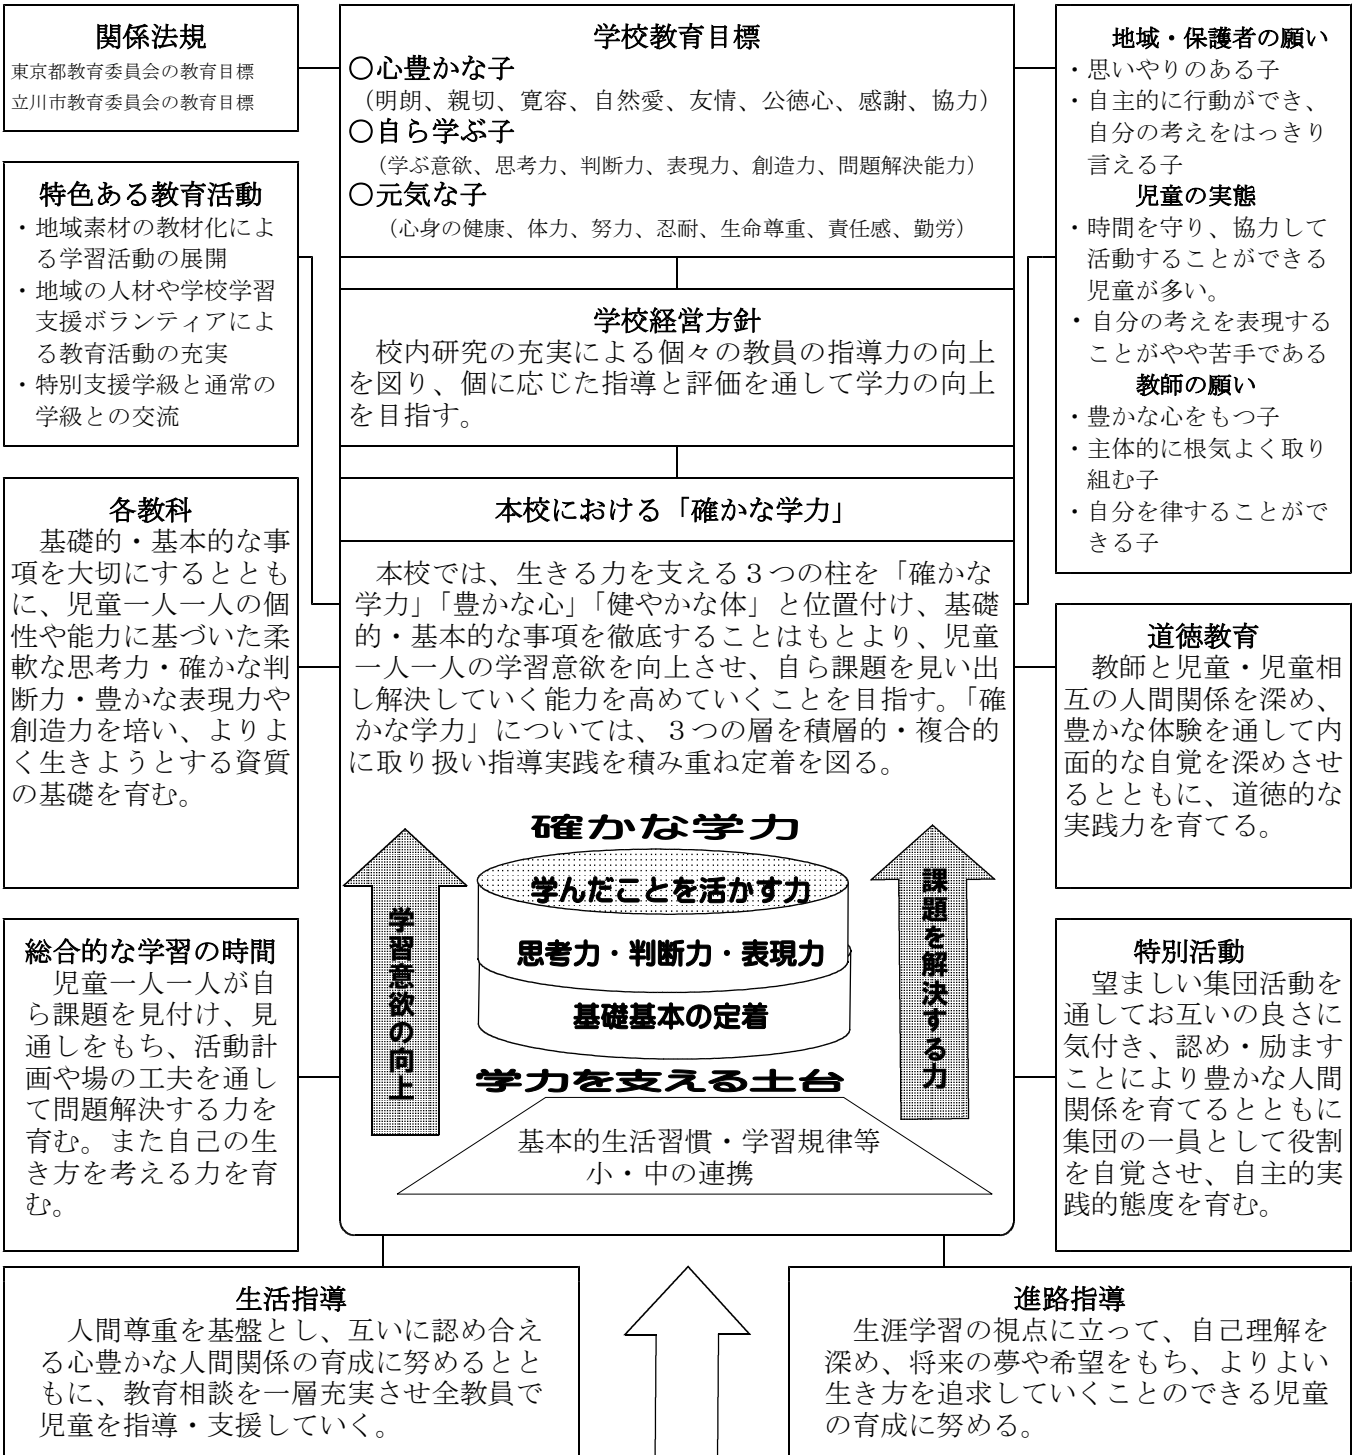 関係法規
東京都教育委員会の教育目標
立川市教育委員会の教育目標
学校教育目標
○心豊かな子
（明朗、親切、寛容、自然愛、友情、公徳心、感謝、協力）
○自ら学ぶ子
（学ぶ意欲、思考力、判断力、表現力、創造力、問題解決能力）
○元気な子
（心身の健康、体力、努力、忍耐、生命尊重、責任感、勤労）
地域・保護者の願い
・思いやりのある子
・自主的に行動ができ、
自分の考えをはっきり
言える子
児童の実態
・時間を守り、協力して
活動することができる
児童が多い。
・自分の考えを表現する
ことがやや苦手である
教師の願い
・豊かな心をもつ子
・主体的に根気よく取り
組む子
・自分を律することがで
きる子
特色ある教育活動
・地域素材の教材化によ
る学習活動の展開
・地域の人材や学校学習
支援ボランティアによ
る教育活動の充実
・特別支援学級と通常の
学級との交流
学校経営方針
校内研究の充実による個々の教員の指導力の向上
を図り、個に応じた指導と評価を通して学力の向上
を目指す。
各教科
基礎的・基本的な事
項を大切にするととも
に、児童一人一人の個
性や能力に基づいた柔
軟な思考力・確かな判
断力・豊かな表現力や
創造力を培い、よりよ
く生きようとする資質
の基礎を育む。
本校における「確かな学力」
本校では、生きる力を支える３つの柱を「確かな
学力」「豊かな心」「健やかな体」と位置付け、基礎
的・基本的な事項を徹底することはもとより、児童
一人一人の学習意欲を向上させ、自ら課題を見い出
し解決していく能力を高めていくことを目指す。「確
かな学力」については、３つの層を積層的・複合的
に取り扱い指導実践を積み重ね定着を図る。
確かな学力
学んだことを活かす力
思考力・判断力・表現力
基礎基本の定着
学習意欲の向上
課題を解決する力
学力を支える土台
基本的生活習慣・学習規律等
小・中の連携
道徳教育
教師と児童・児童相
互の人間関係を深め、
豊かな体験を通して内
面的な自覚を深めさせ
るとともに、道徳的な
実践力を育てる。
総合的な学習の時間
児童一人一人が自
ら課題を見付け、見
通しをもち、活動計
画や場の工夫を通し
て問題解決する力を
育む。また自己の生
き方を考える力を育
む。
特別活動
望ましい集団活動を
通してお互いの良さに
気付き、認め・励ます
ことにより豊かな人間
関係を育てるとともに
集団の一員として役割
を自覚させ、自主的実
践的態度を育む。
生活指導
人間尊重を基盤とし、互いに認め合え
る心豊かな人間関係の育成に努めるとと
もに、教育相談を一層充実させ全教員で
児童を指導・支援していく。
進路指導
生涯学習の視点に立って、自己理解を
深め、将来の夢や希望をもち、よりよい
生き方を追求していくことのできる児童
の育成に努める。